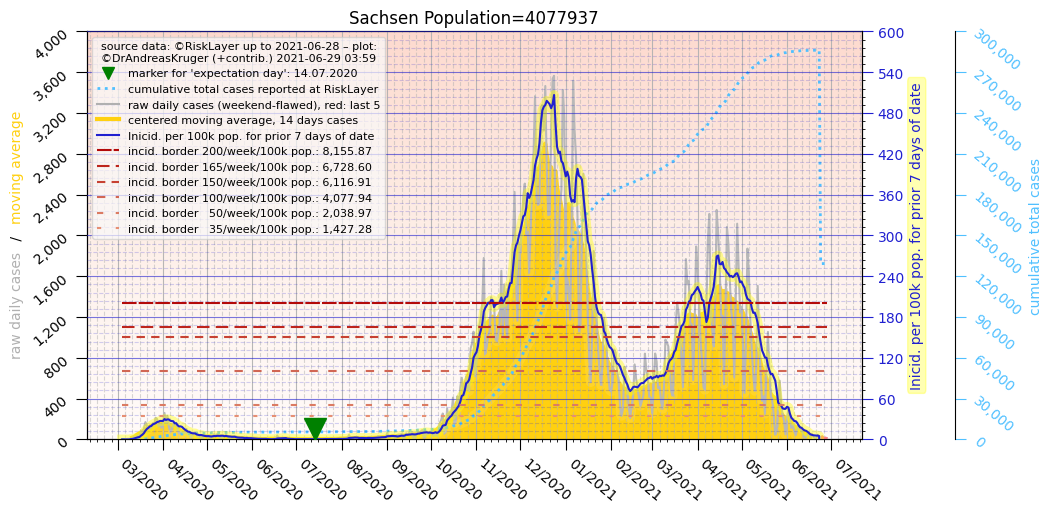 Sachsen Population=4077937
source data: ©RiskLayer up to 2021-06-28 – plot:
©DrAndreasKruger (+contrib.) 2021-06-29 03:59
marker for 'expectation day': 14.07.2020
cumulative total cases reported at RiskLayer
raw daily cases (weekend-flawed), red: last 5
centered moving average, 14 days cases
Inicid. per 100k pop. for prior 7 days of date
incid. border 200/week/100k pop.: 8,155.87
incid. border 165/week/100k pop.: 6,728.60
incid. border 150/week/100k pop.: 6,116.91
incid. border 100/week/100k pop.: 4,077.94
incid. border 50/week/100k pop.: 2,038.97
incid. border 35/week/100k pop.: 1,427.28
raw daily cases / moving average
4,000
3,600
3,200
2,800
2,400
2,000
1,600
1,200
800
400
0
03/2020
04/2020
05/2020
06/2020
07/2020
08/2020
09/2020
10/2020
11/2020
12/2020
01/2021
02/2021
03/2021
04/2021
05/2021
06/2021
07/2021
600
540
480
420
360
300
240
180
120
60
0
Inicid. per 100k pop. for prior 7 days of date
300,000
270,000
240,000
210,000
180,000
150,000
120,000
90,000
60,000
30,000
0
cumulative total cases